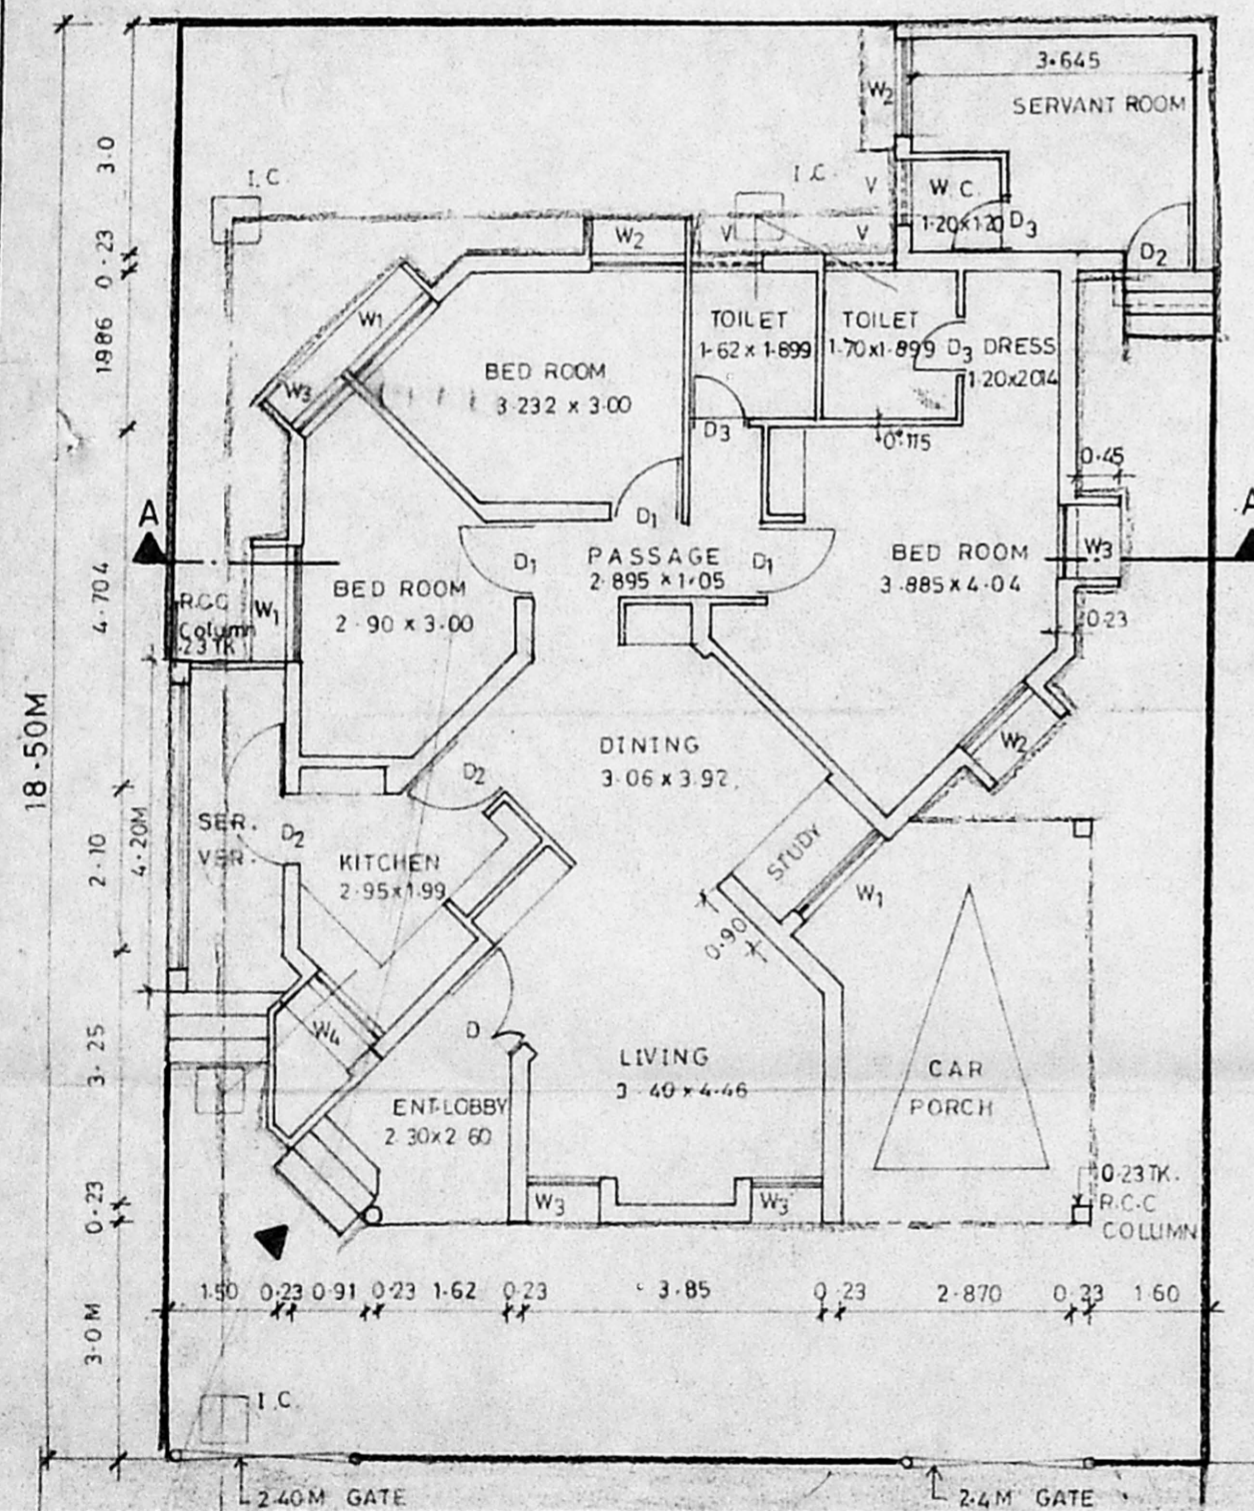 3.645
SERVANT ROOM
W2
I.C.
I.C.
V
W.C.
1.20x1.20
D3
D2
3.0
0.23
1.986
4.704
18.50M
2.10
4.20M
3.25
0.23
3.0M
W2
V
V
W1
W3
BED ROOM
3.232 x 3.00
TOILET
1.62 x 1.899
TOILET
1.70x1.899
D3
DRESS
1.20x2.014
D3
0.115
0.45
A
A
D1
PASSAGE
2.895 x 1.05
D1
D1
BED ROOM
3.885 x 4.04
W3
0.23
BED ROOM
2.90 x 3.00
W1
R.C.C
Column
.23 TK
DINING
3.06 x 3.92
W2
D2
SER.
VER.
D2
KITCHEN
2.95x1.99
STUDY
W1
0.90
W4
D
LIVING
3.40 x 4.46
CAR
PORCH
ENT-LOBBY
2.30x2.60
W3
W3
0.23 TK.
R.C.C
COLUMN
1.50 0.23 0.91 0.23 1.62 0.23 3.85 0.23 2.870 0.23 1.60
I.C.
2.40M GATE
2.4M GATE